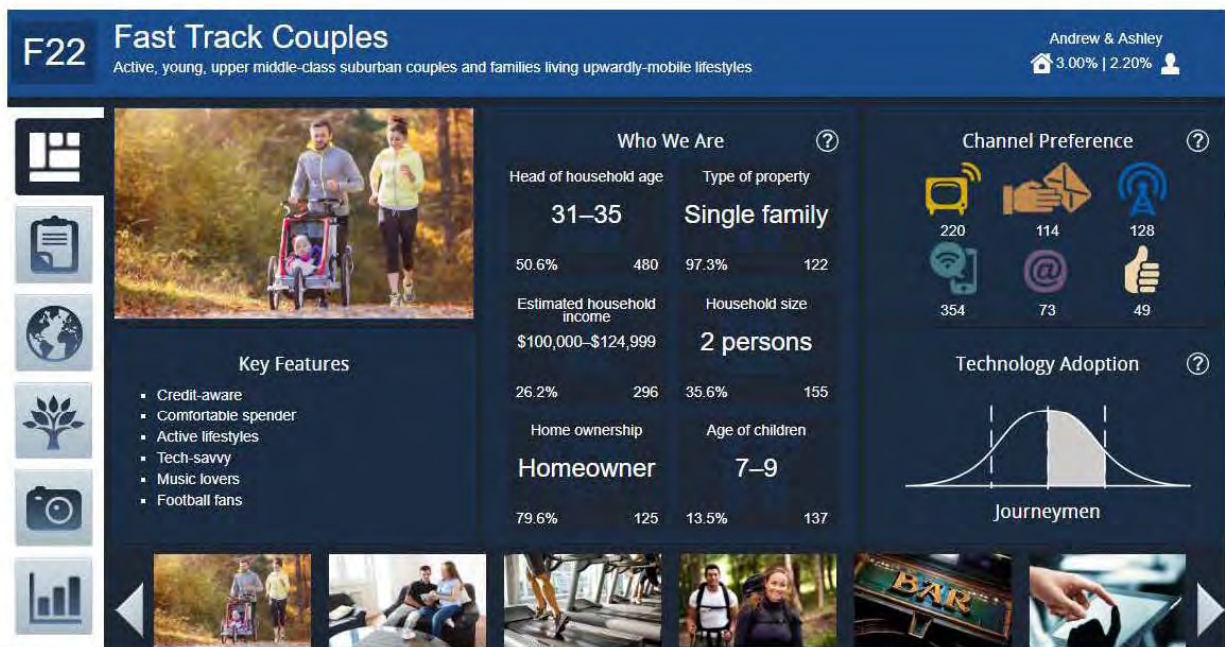 F22
Fast Track Couples
Active, young, upper middle-class suburban couples and families living upwardly-mobile lifestyles
Andrew & Ashley
3.00% | 2.20%
Key Features
Credit-aware
Comfortable spender
Active lifestyles
Tech-savvy
Music lovers
Football fans
Who We Are
?
Head of household age
31–35
50.6% 480
Type of property
Single family
97.3% 122
Estimated household
income
$100,000–$124,999
26.2% 296
Household size
2 persons
35.6% 155
Home ownership
Homeowner
79.6% 125
Age of children
7–9
13.5% 137
Channel Preference
?
220 114 128
@
354 73 49
Technology Adoption
?
Journeymen
BAR